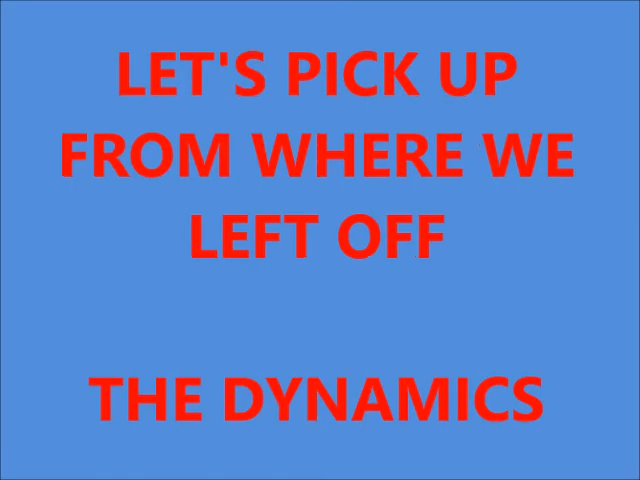 LET'S PICK UP
FROM WHERE WE
LEFT OFF
THE DYNAMICS